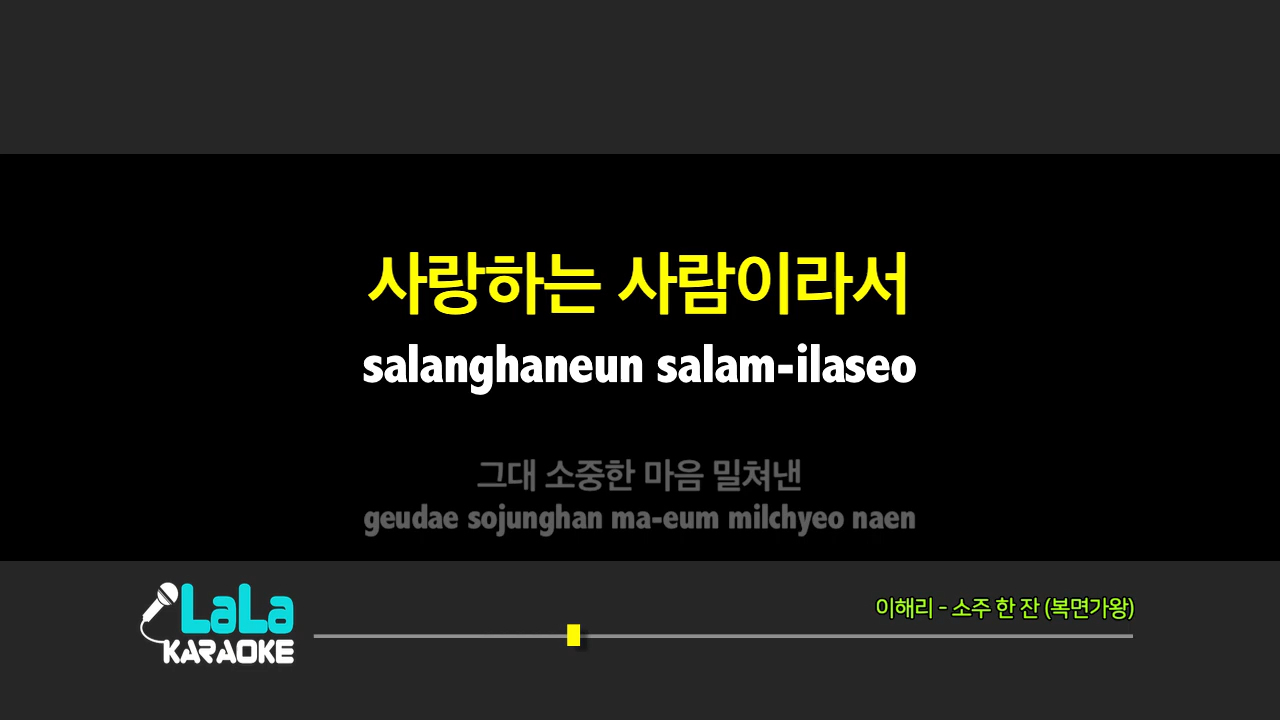 사랑하는 사람이라서
salanghaneun salam-ilaseo
그대 소중한 마음 밀쳐낸
geudae sojunghan ma-eum milchyeo naen
이해리 - 소주 한 잔 (복면가왕)
LaLa
KARAOKE